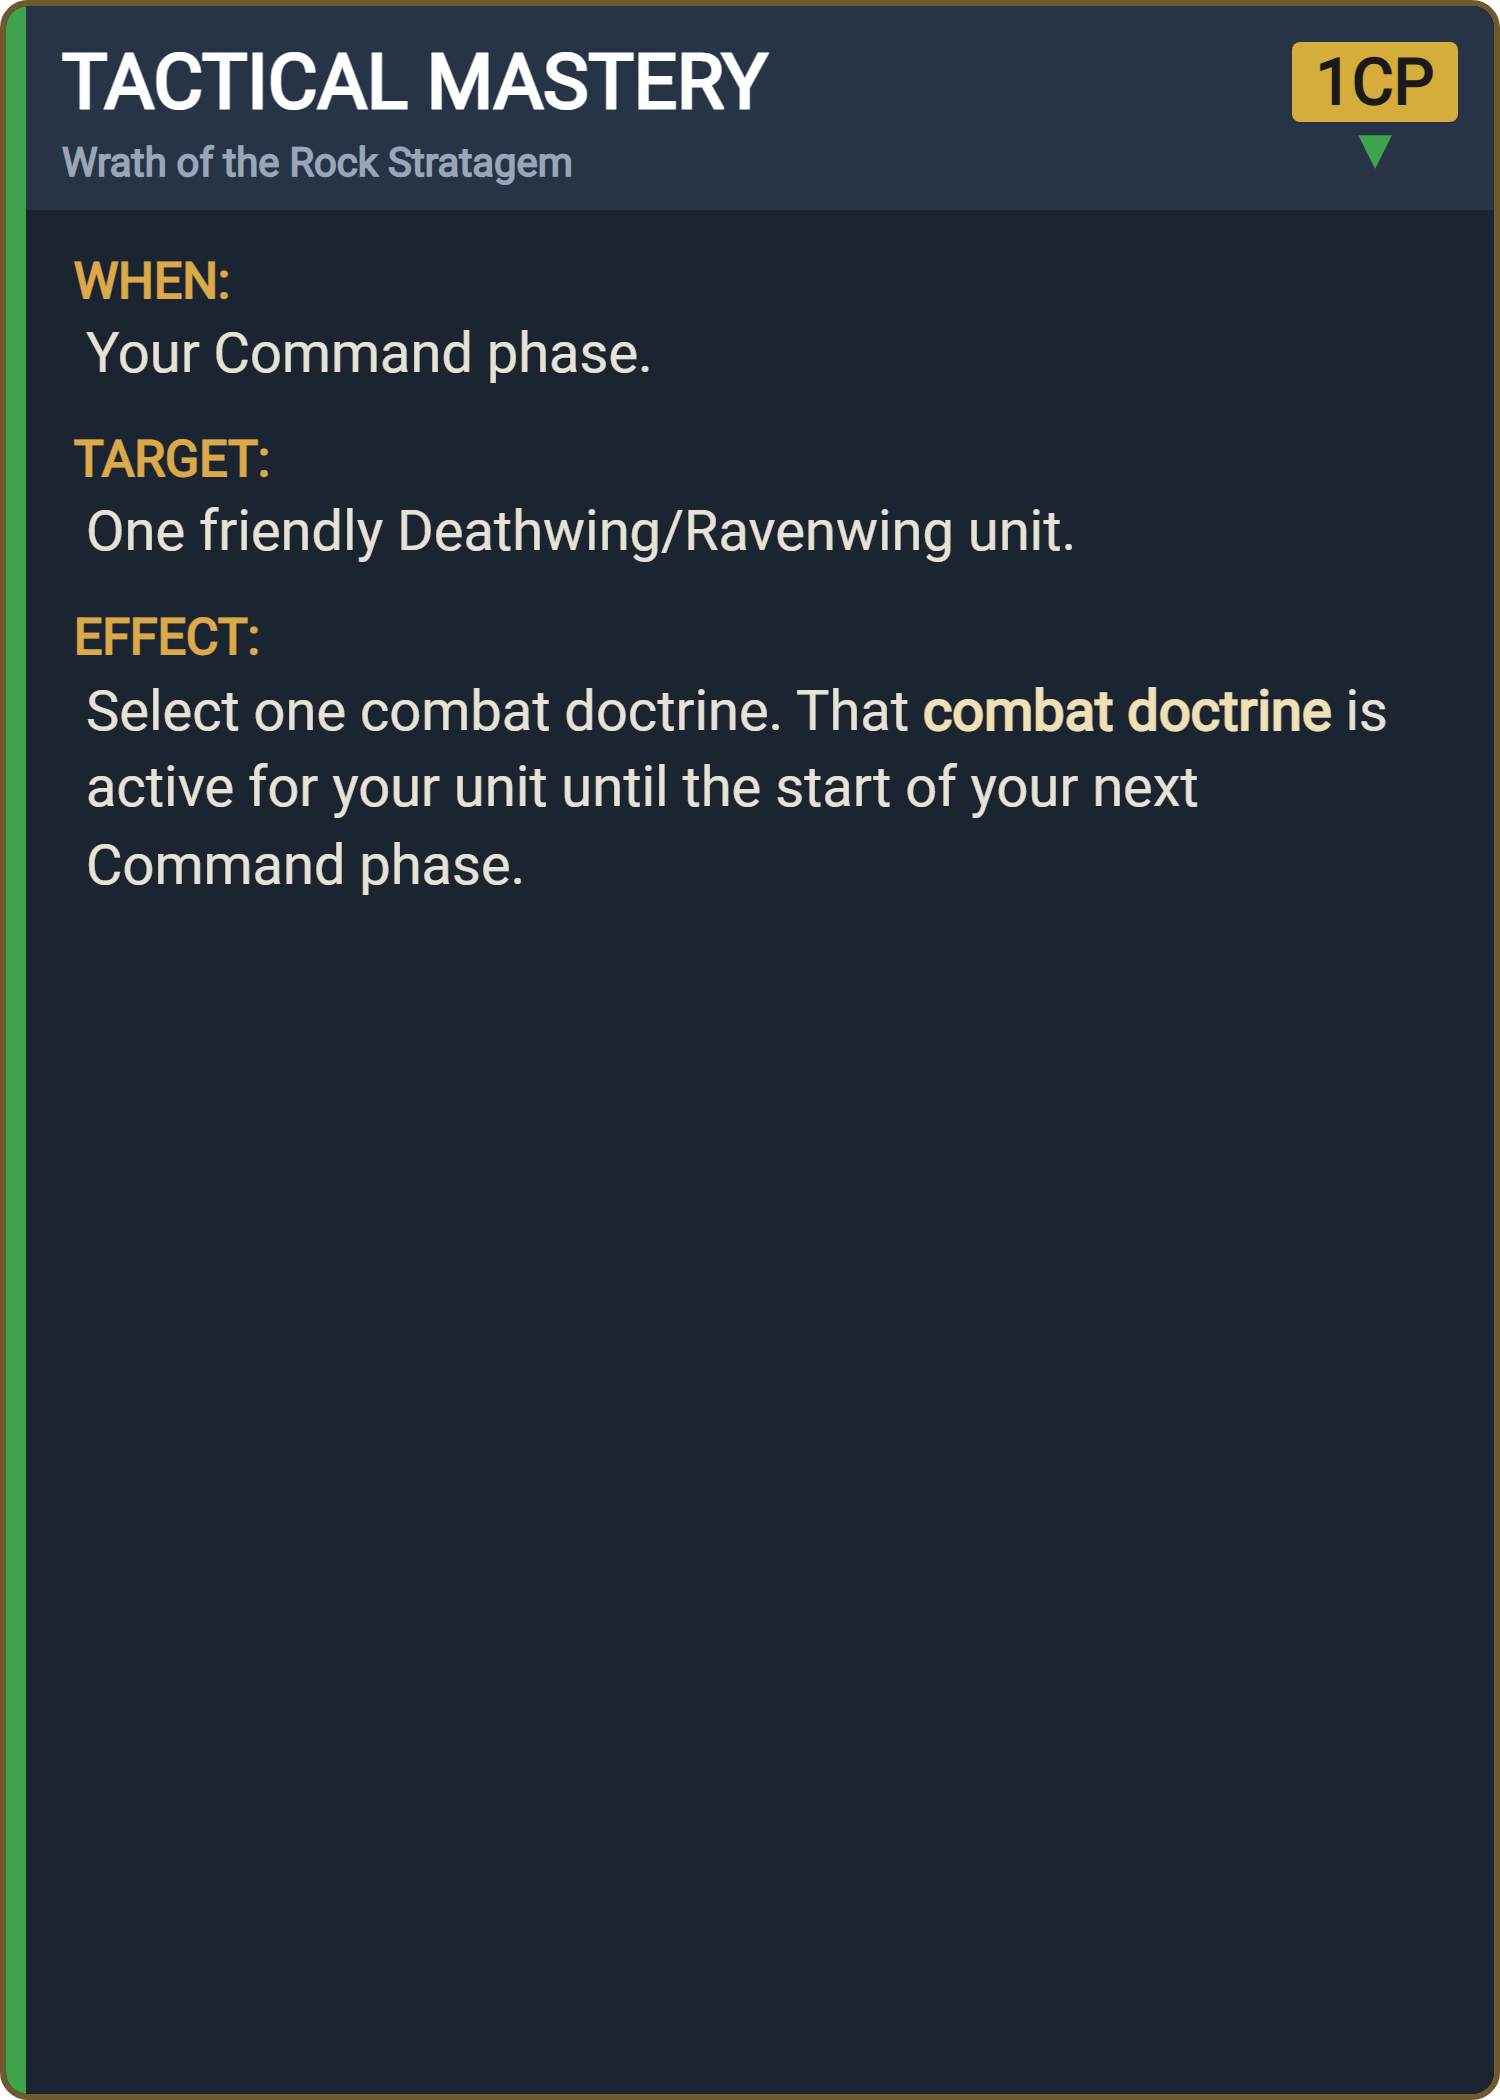 TACTICAL MASTERY
1CP
Wrath of the Rock Stratagem
WHEN:
Your Command phase.
TARGET:
One friendly Deathwing/Ravenwing unit.
EFFECT:
Select one combat doctrine. That combat doctrine is
active for your unit until the start of your next
Command phase.